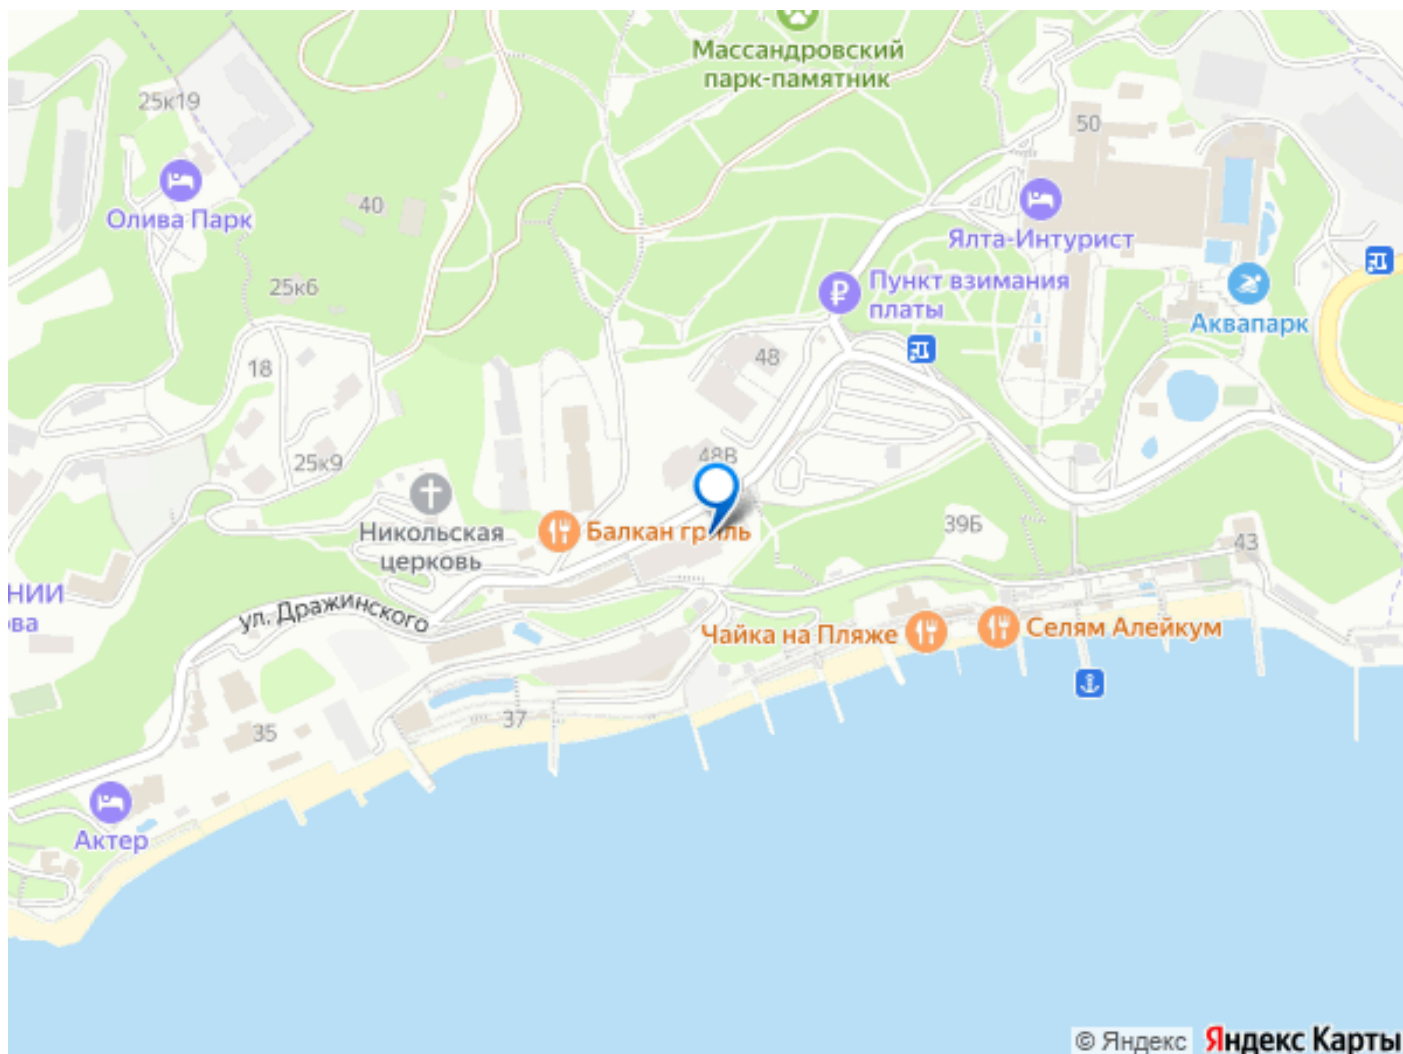 Массандровский
парк-памятник
25к19
50
Олива Парк
40
Ялта-Интурист
25к6
Пункт взимания
платы
Аквапарк
48
18
48В
25к9
Никольская
церковь
Балкан гриль
39Б
43
НИИ
ва
ул. Дражинского
Чайка на Пляже
Селям Алейкум
37
35
Актер
© Яндекс Яндекс Карты